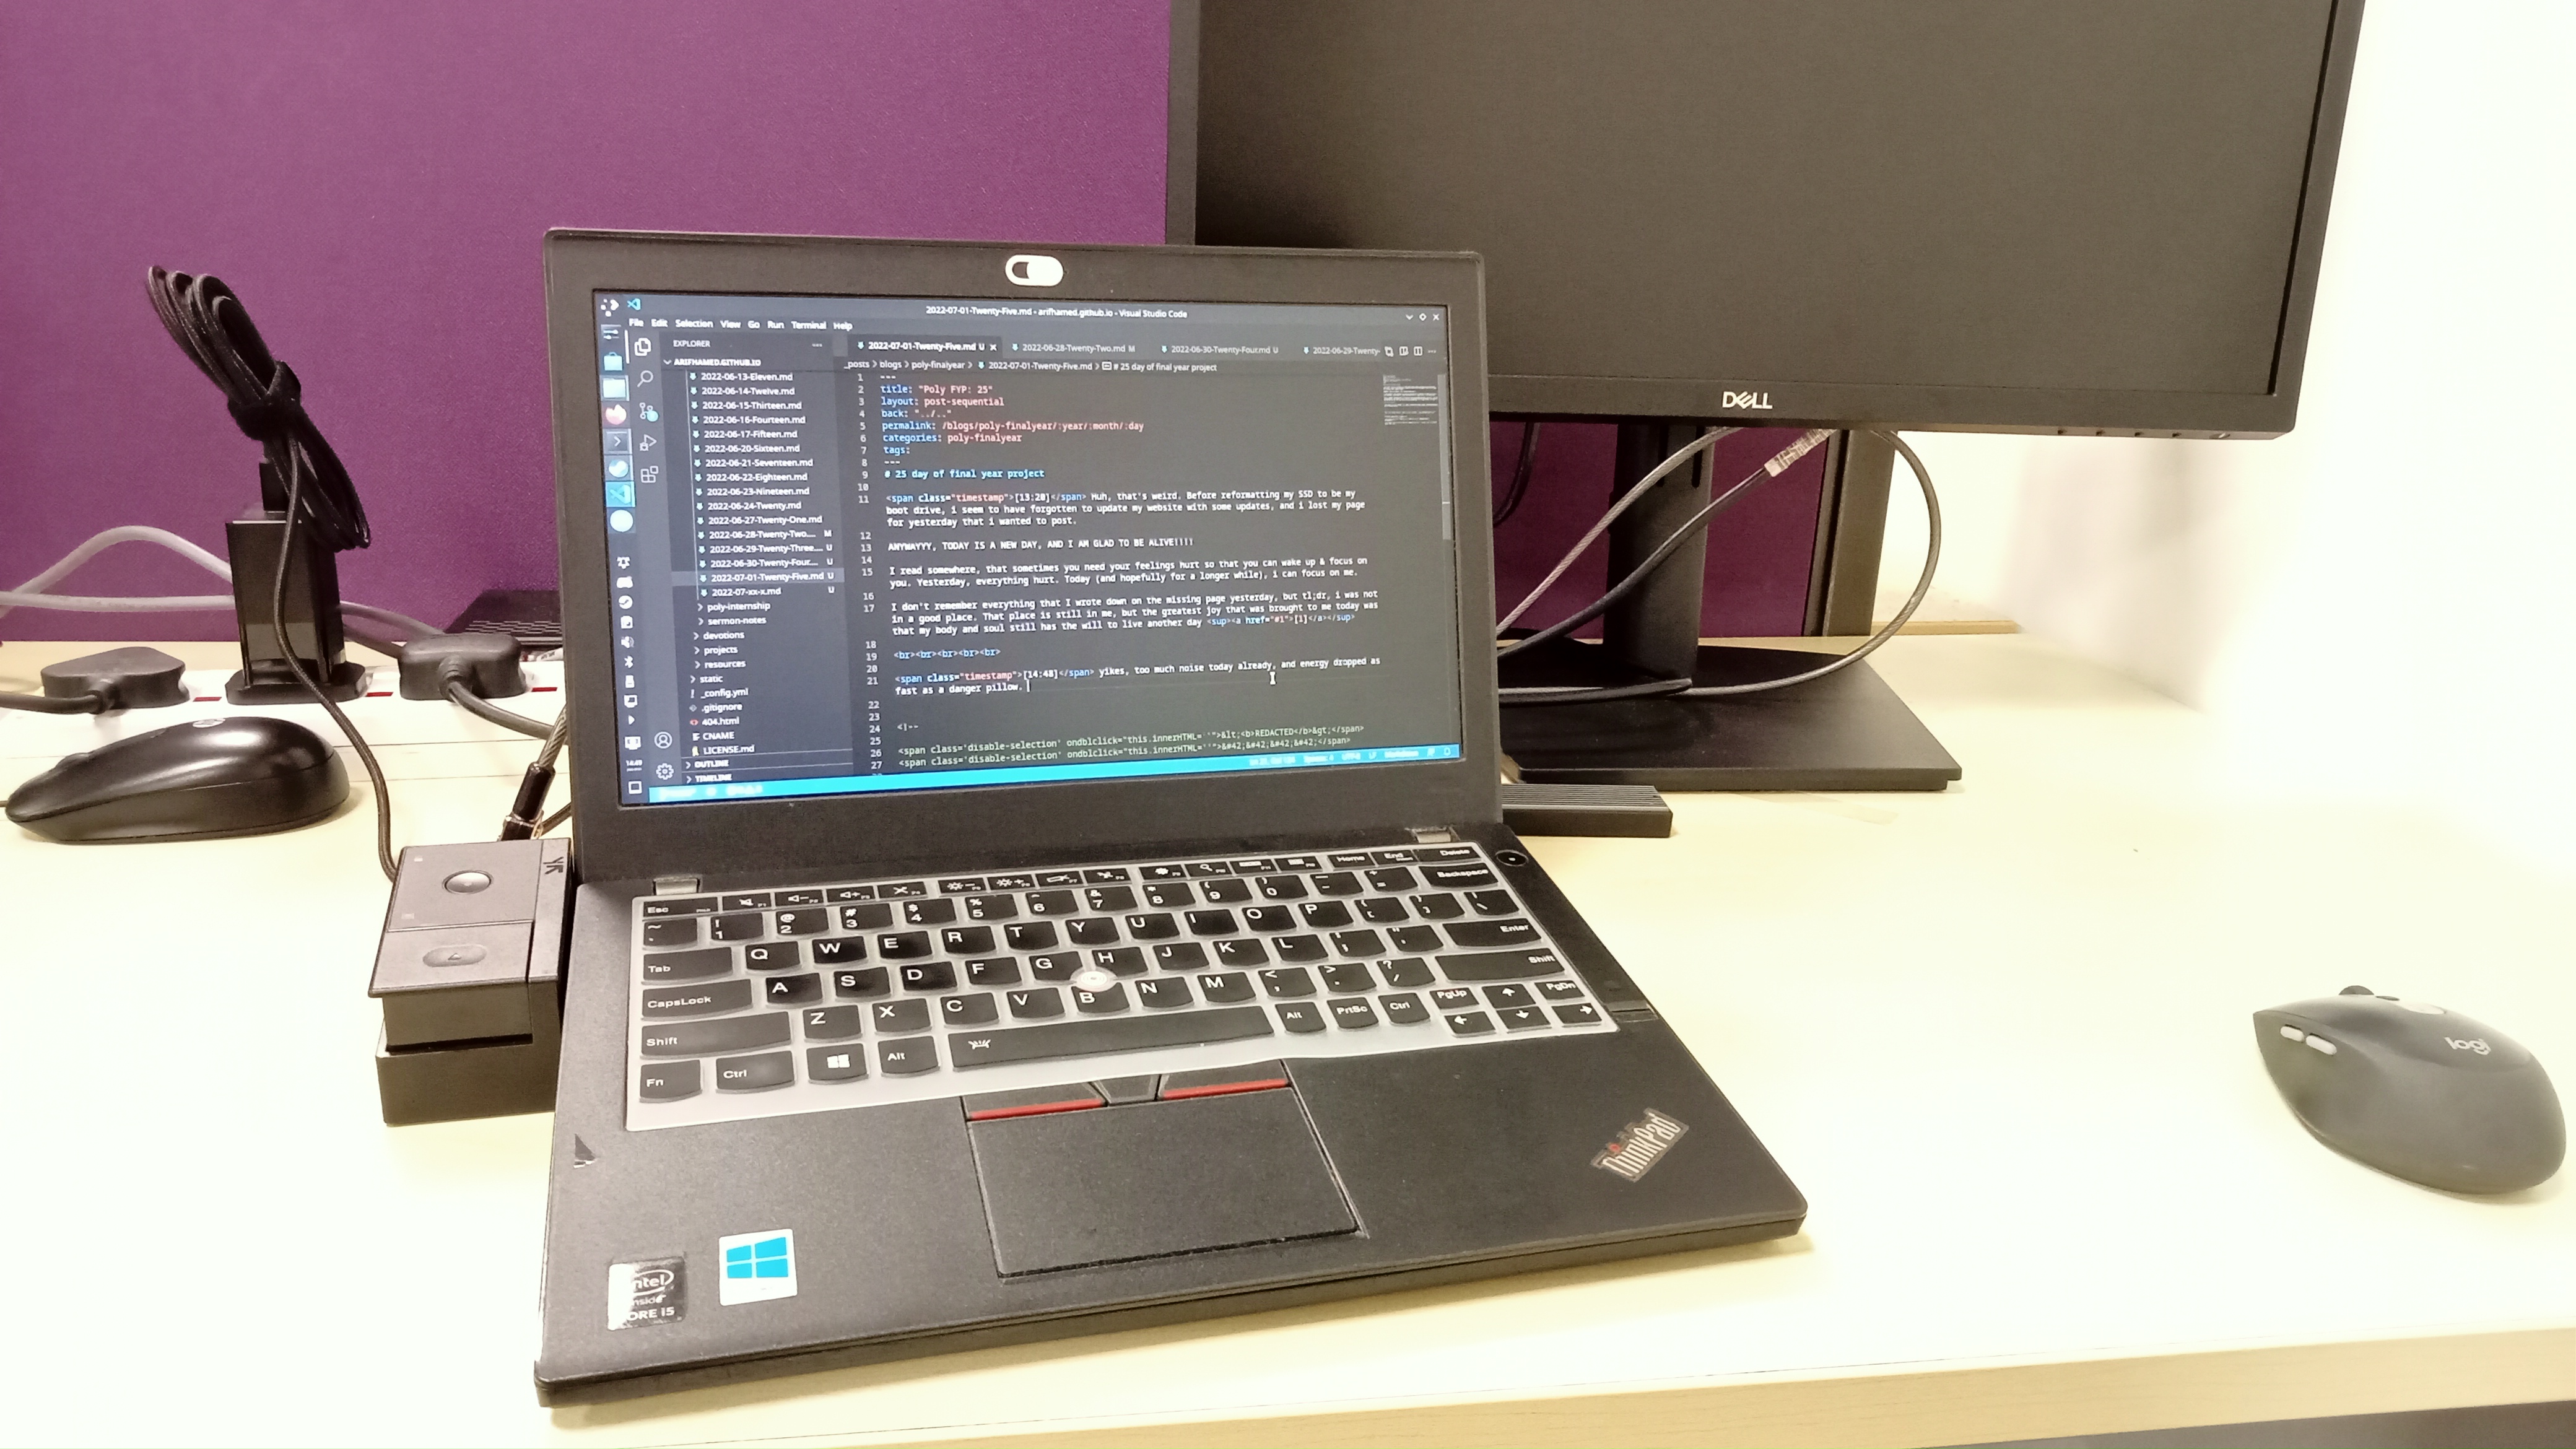 2022-07-01-Twenty-Five.md - arifhamed.github.io - Visual Studio Code
File Edit Selection View Go Run Terminal Help
EXPLORER
ARIFHAMED.GITHUB.IO
2022-06-13-Eleven.md
2022-06-14-Twelve.md
2022-06-15-Thirteen.md
2022-06-16-Fourteen.md
2022-06-17-Fifteen.md
2022-06-20-Sixteen.md
2022-06-21-Seventeen.md
2022-06-22-Eighteen.md
2022-06-23-Nineteen.md
2022-06-24-Twenty.md
2022-06-27-Twenty-One.md
2022-06-28-Twenty-Two.... M
2022-06-29-Twenty-Three.... U
2022-06-30-Twenty-Four.... U
2022-07-01-Twenty-Five.md U
2022-07-xx-x.md U
poly-internship
sermon-notes
devotions
projects
resources
static
_config.yml
.gitignore
404.html
CNAME
LICENSE.md
OUTLINE
TIMELINE
2022-07-01-Twenty-Five.md U
2022-06-28-Twenty-Two.md M
2022-06-30-Twenty-Four.md U
2022-06-29-Twenty-
_posts > blogs > poly-finalyear > 2022-07-01-Twenty-Five.md > # 25 day of final year project
1 ---
2 title: "Poly FYP: 25"
3 layout: post-sequential
4 back: "../.."
5 permalink: /blogs/poly-finalyear/:year/:month/:day
6 categories: poly-finalyear
7 tags:
8 ---
9 # 25 day of final year project
10
11 <span class="timestamp">[13:20]</span> Huh, that's weird. Before reformatting my SSD to be my
boot drive, i seem to have forgotten to update my website with some updates, and i lost my page
for yesterday that i wanted to post.
12
13 ANYWAYYY, TODAY IS A NEW DAY, AND I AM GLAD TO BE ALIVE!!!!
14
15 I read somewhere, that sometimes you need your feelings hurt so that you can wake up & focus on
you. Yesterday, everything hurt. Today (and hopefully for a longer while), i can focus on me.
16
17 I don't remember everything that I wrote down on the missing page yesterday, but tl;dr, i was not
in a good place. That place is still in me, but the greatest joy that was brought to me today was
that my body and soul still has the will to live another day <sup><a href="#1">[1]</a></sup>
18
19 <br><br><br><br><br>
20
21 <span class="timestamp">[14:48]</span> yikes, too much noise today already, and energy dropped as
fast as a danger pillow.
22
23
24 <!--
25 <span class='disable-selection' ondblclick="this.innerHTML=''">&lt;<b>REDACTED</b>&gt;</span>
26 <span class='disable-selection' ondblclick="this.innerHTML=''">&#42;&#42;&#42;&#42;</span>
27 <span class='disable-selection' ondblclick="this.innerHTML=
DELL
Esc F1 Home End Delete
~ ` ! 1 @ 2 # 3 $ 4 % 5 ^ 6 & 7 * 8 ( 9 ) 0 - + = Backspace
Tab Q W E R T Y U I O P { [ } ] | \
CapsLock A S D F G H J K L : ; " ' Enter
Shift Z X C V B N M < , > . ? / Shift
Fn Ctrl Alt Alt PrtSc Ctrl PgUp PgDn
ThinkPad
intel
inside
CORE i5
logi